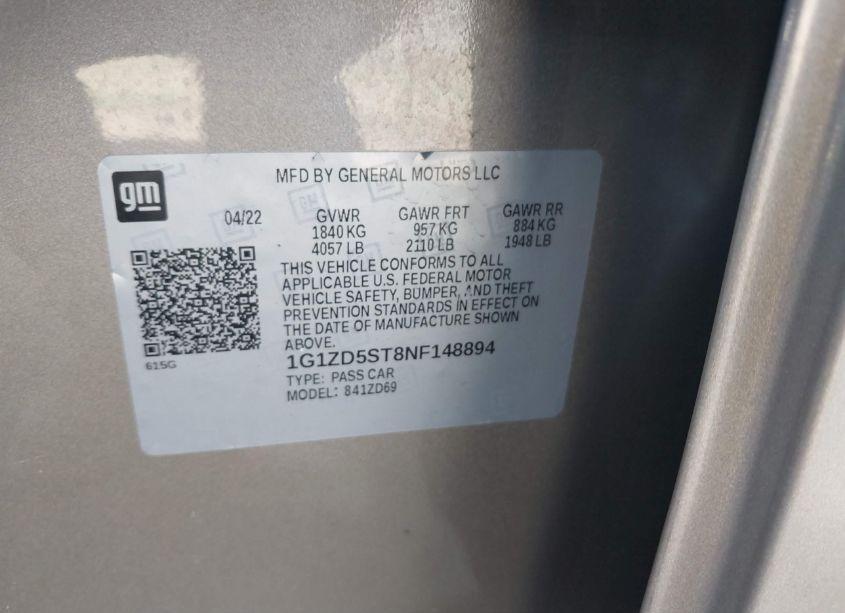 MFD BY GENERAL MOTORS LLC
gm
04/22 GVWR GAWR FRT GAWR RR
1840 KG 957 KG 884 KG
4057 LB 2110 LB 1948 LB
THIS VEHICLE CONFORMS TO ALL
APPLICABLE U.S. FEDERAL MOTOR
VEHICLE SAFETY, BUMPER, AND THEFT
PREVENTION STANDARDS IN EFFECT ON
THE DATE OF MANUFACTURE SHOWN
ABOVE.
1G1ZD5ST8NF148894
615G
TYPE: PASS CAR
MODEL: 841ZD69